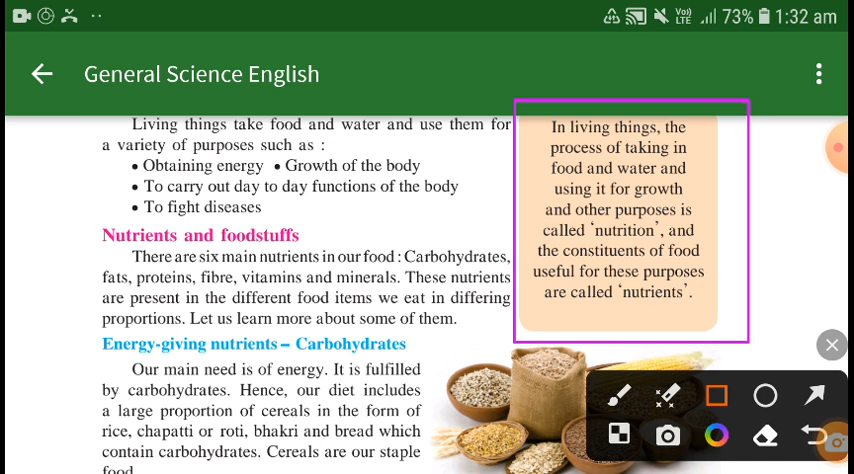 73% 1:32 am
General Science English
Living things take food and water and use them for
a variety of purposes such as :
• Obtaining energy • Growth of the body
• To carry out day to day functions of the body
• To fight diseases
Nutrients and foodstuffs
There are six main nutrients in our food : Carbohydrates,
fats, proteins, fibre, vitamins and minerals. These nutrients
are present in the different food items we eat in differing
proportions. Let us learn more about some of them.
Energy-giving nutrients – Carbohydrates
Our main need is of energy. It is fulfilled
by carbohydrates. Hence, our diet includes
a large proportion of cereals in the form of
rice, chapatti or roti, bhakri and bread which
contain carbohydrates. Cereals are our staple
food.
In living things, the
process of taking in
food and water and
using it for growth
and other purposes is
called ‘nutrition’, and
the constituents of food
useful for these purposes
are called ‘nutrients’.